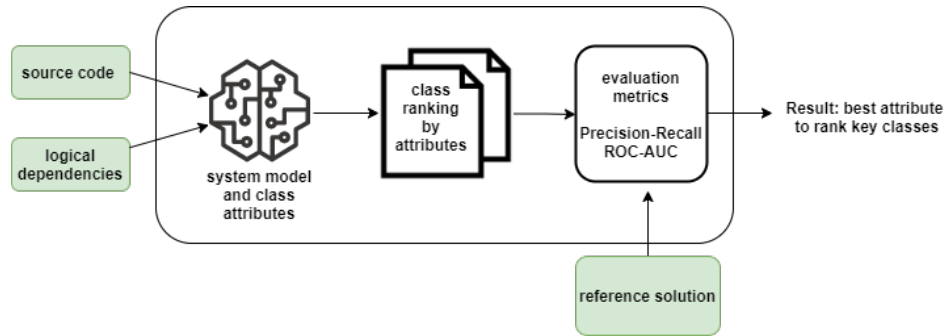 source code
logical
dependencies
system model
and class
attributes
class
ranking
by
attributes
evaluation
metrics
Precision-Recall
ROC-AUC
Result: best attribute
to rank key classes
reference solution